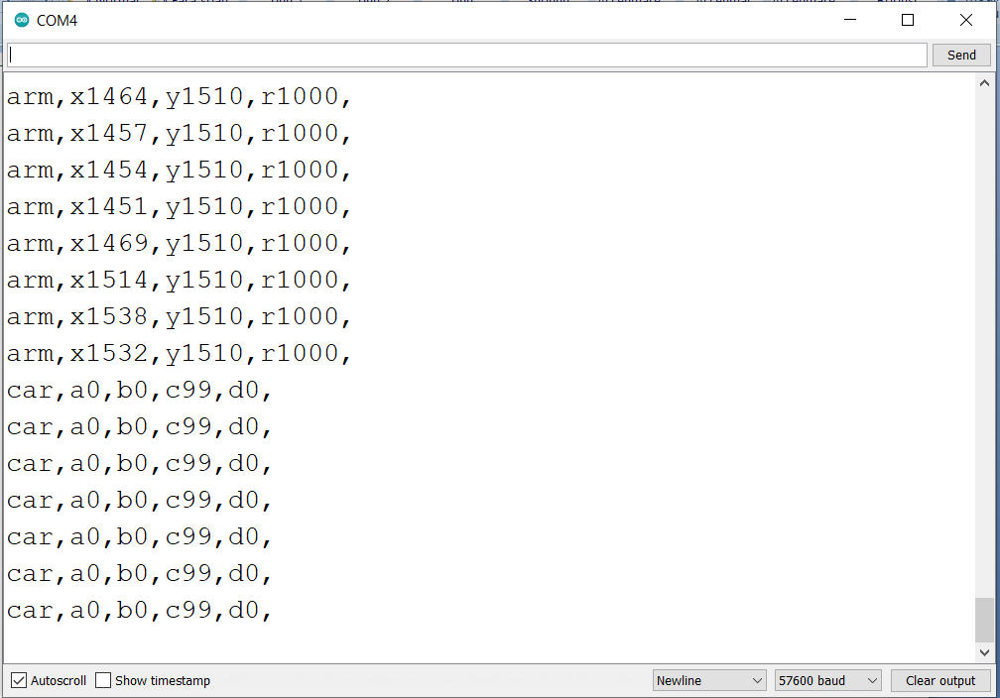 COM4
Send
arm,x1464,y1510,r1000,
arm,x1457,y1510,r1000,
arm,x1454,y1510,r1000,
arm,x1451,y1510,r1000,
arm,x1469,y1510,r1000,
arm,x1514,y1510,r1000,
arm,x1538,y1510,r1000,
arm,x1532,y1510,r1000,
car,a0,b0,c99,d0,
car,a0,b0,c99,d0,
car,a0,b0,c99,d0,
car,a0,b0,c99,d0,
car,a0,b0,c99,d0,
car,a0,b0,c99,d0,
car,a0,b0,c99,d0,
Autoscroll Show timestamp Newline 57600 baud Clear output